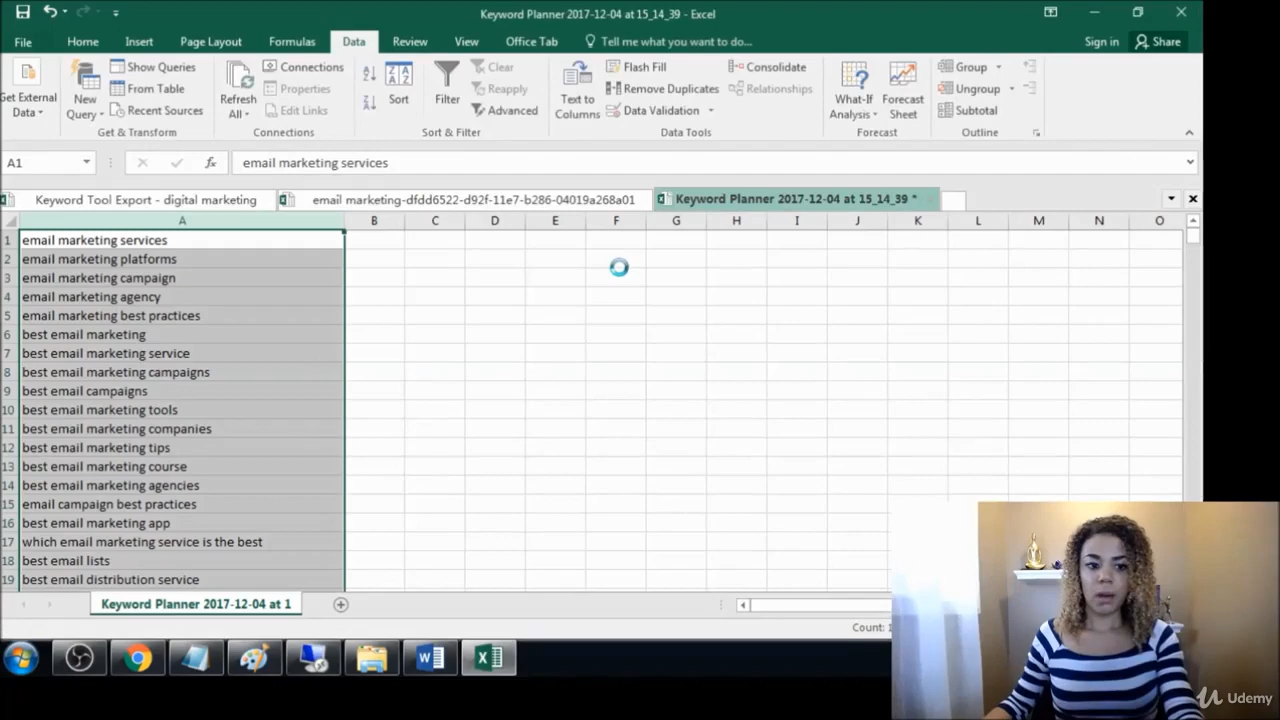 Keyword Planner 2017-12-04 at 15_14_39 - Excel
File Home Insert Page Layout Formulas Data Review View Office Tab Tell me what you want to do... Sign in Share
Get External Data
New Query
Show Queries
From Table
Recent Sources
Get & Transform
Refresh All
Connections
Properties
Edit Links
Connections
Sort
Filter
Clear
Reapply
Advanced
Sort & Filter
Text to Columns
Flash Fill
Remove Duplicates
Data Validation
Consolidate
Relationships
Data Tools
What-If Analysis
Forecast Sheet
Forecast
Group
Ungroup
Subtotal
Outline
A1 fx email marketing services
Keyword Tool Export - digital marketing email marketing-dfdd6522-d92f-11e7-b286-04019a268a01 Keyword Planner 2017-12-04 at 15_14_39 *
A B C D E F G H I J K L M N O
1 email marketing services
2 email marketing platforms
3 email marketing campaign
4 email marketing agency
5 email marketing best practices
6 best email marketing
7 best email marketing service
8 best email marketing campaigns
9 best email campaigns
10 best email marketing tools
11 best email marketing companies
12 best email marketing tips
13 best email marketing course
14 best email marketing agencies
15 email campaign best practices
16 best email marketing app
17 which email marketing service is the best
18 best email lists
19 best email distribution service
Keyword Planner 2017-12-04 at 1
Count:
Udemy